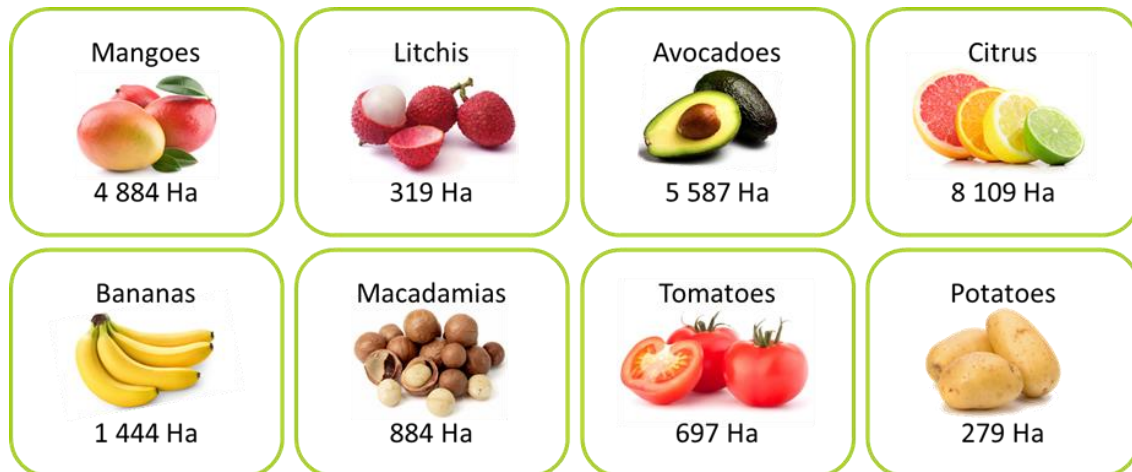 Mangoes
4 884 Ha
Litchis
319 Ha
Avocadoes
5 587 Ha
Citrus
8 109 Ha
Bananas
1 444 Ha
Macadamias
884 Ha
Tomatoes
697 Ha
Potatoes
279 Ha